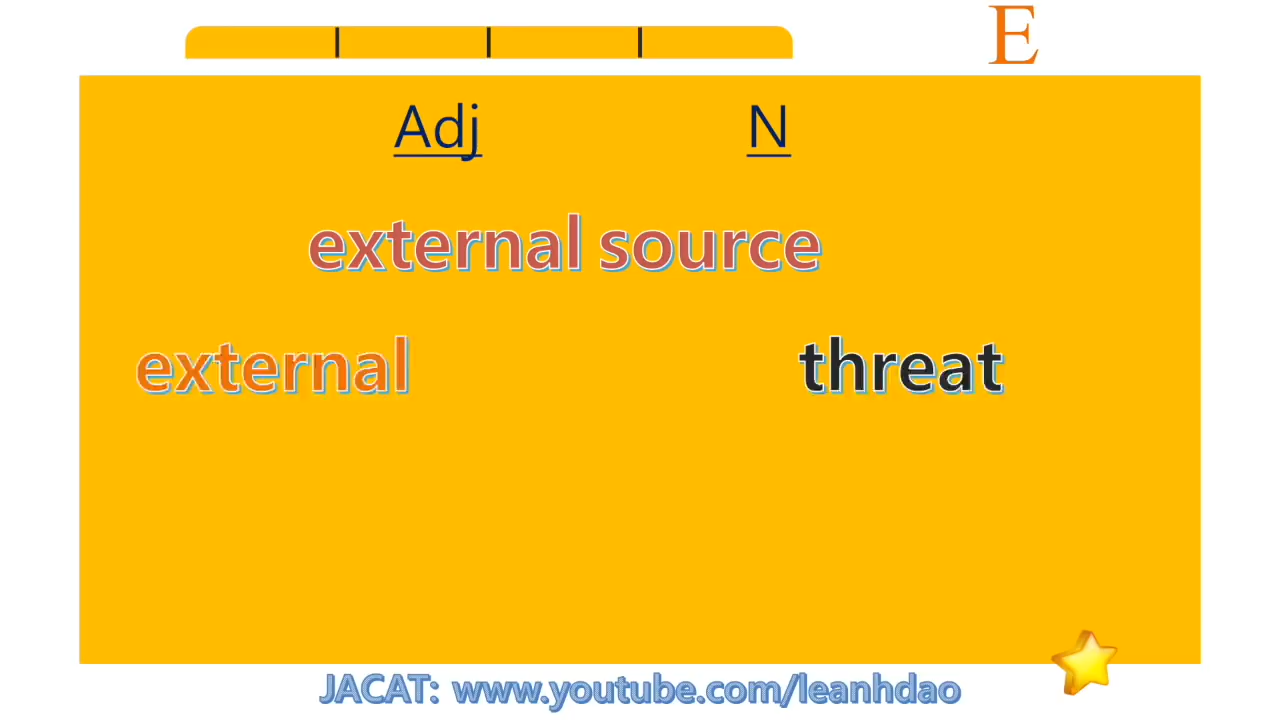 E
Adj N
external source
external threat
JACAT: www.youtube.com/leanhdao